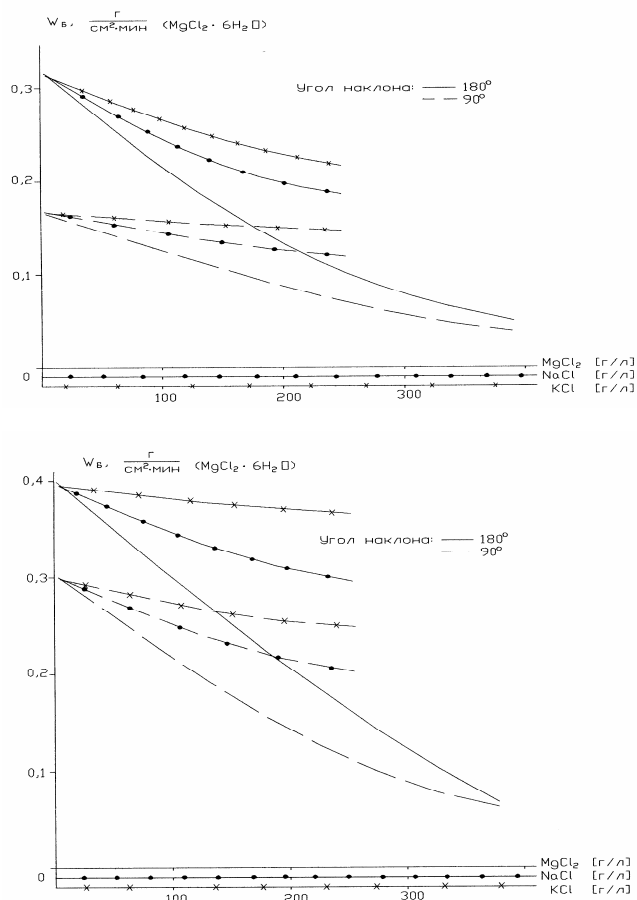 W Б, г/см²·мин (MgCl₂ · 6H₂O)
0,3
Угол наклона: 180°
90°
0,2
0,1
MgCl₂ [г/л]
0 NaCl [г/л]
KCl [г/л]
100 200 300
W Б, г/см²·мин (MgCl₂ · 6H₂O)
0,4
Угол наклона: 180°
90°
0,3
0,2
0,1
MgCl₂ [г/л]
0 NaCl [г/л]
KCl [г/л]
100 200 300